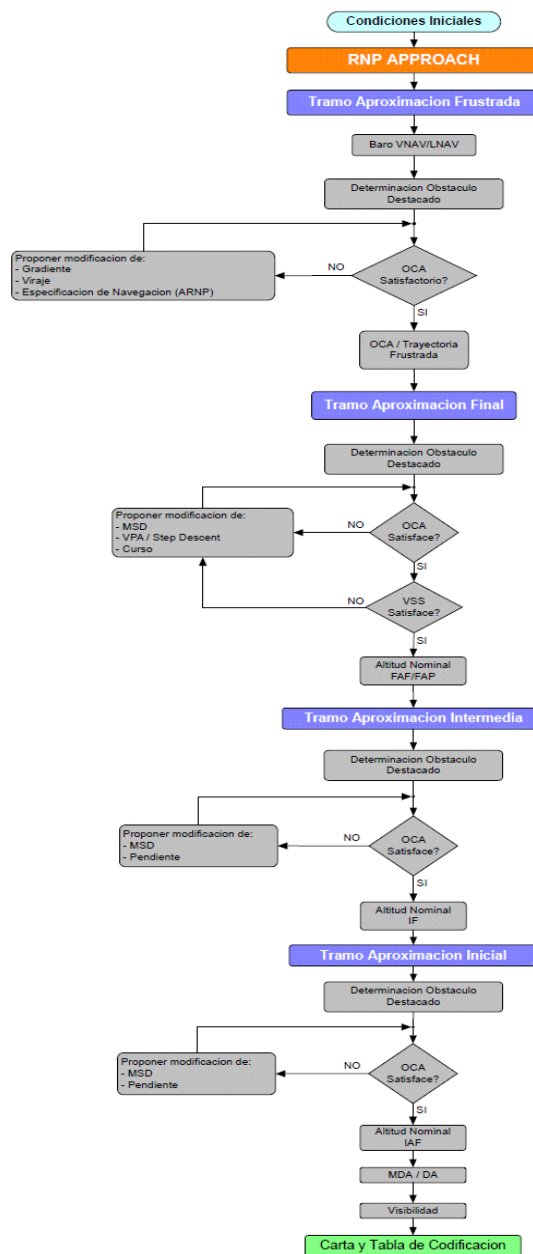 Condiciones Iniciales
RNP APPROACH
Tramo Aproximacion Frustrada
Baro VNAV/LNAV
Determinacion Obstaculo
Destacado
Proponer modificacion de:
- Gradiente
- Viraje
- Especificacion de Navegacion (ARNP)
NO
OCA
Satisfactorio?
SI
OCA / Trayectoria
Frustrada
Tramo Aproximacion Final
Determinacion Obstaculo
Destacado
Proponer modificacion de:
- MSD
- VPA / Step Descent
- Curso
NO
OCA
Satisface?
SI
NO
VSS
Satisface?
SI
Altitud Nominal
FAF/FAP
Tramo Aproximacion Intermedia
Determinacion Obstaculo
Destacado
Proponer modificacion de:
- MSD
- Pendiente
NO
OCA
Satisface?
SI
Altitud Nominal
IF
Tramo Aproximacion Inicial
Determinacion Obstaculo
Destacado
Proponer modificacion de:
- MSD
- Pendiente
NO
OCA
Satisface?
SI
Altitud Nominal
IAF
MDA / DA
Visibilidad
Carta y Tabla de Codificacion